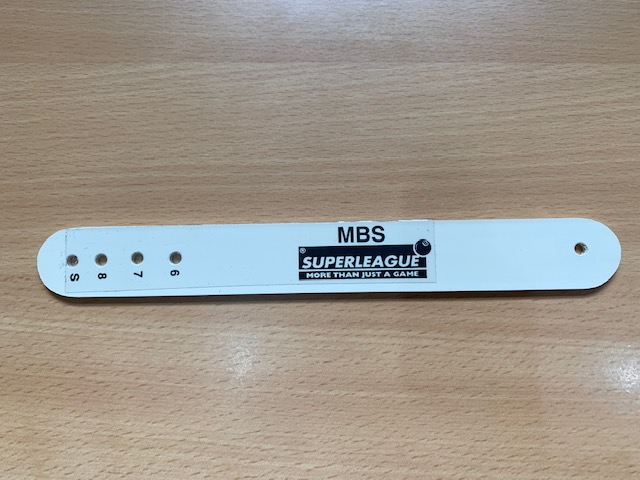 MBS
® SUPERLEAGUE
MORE THAN JUST A GAME
S 8 7 6